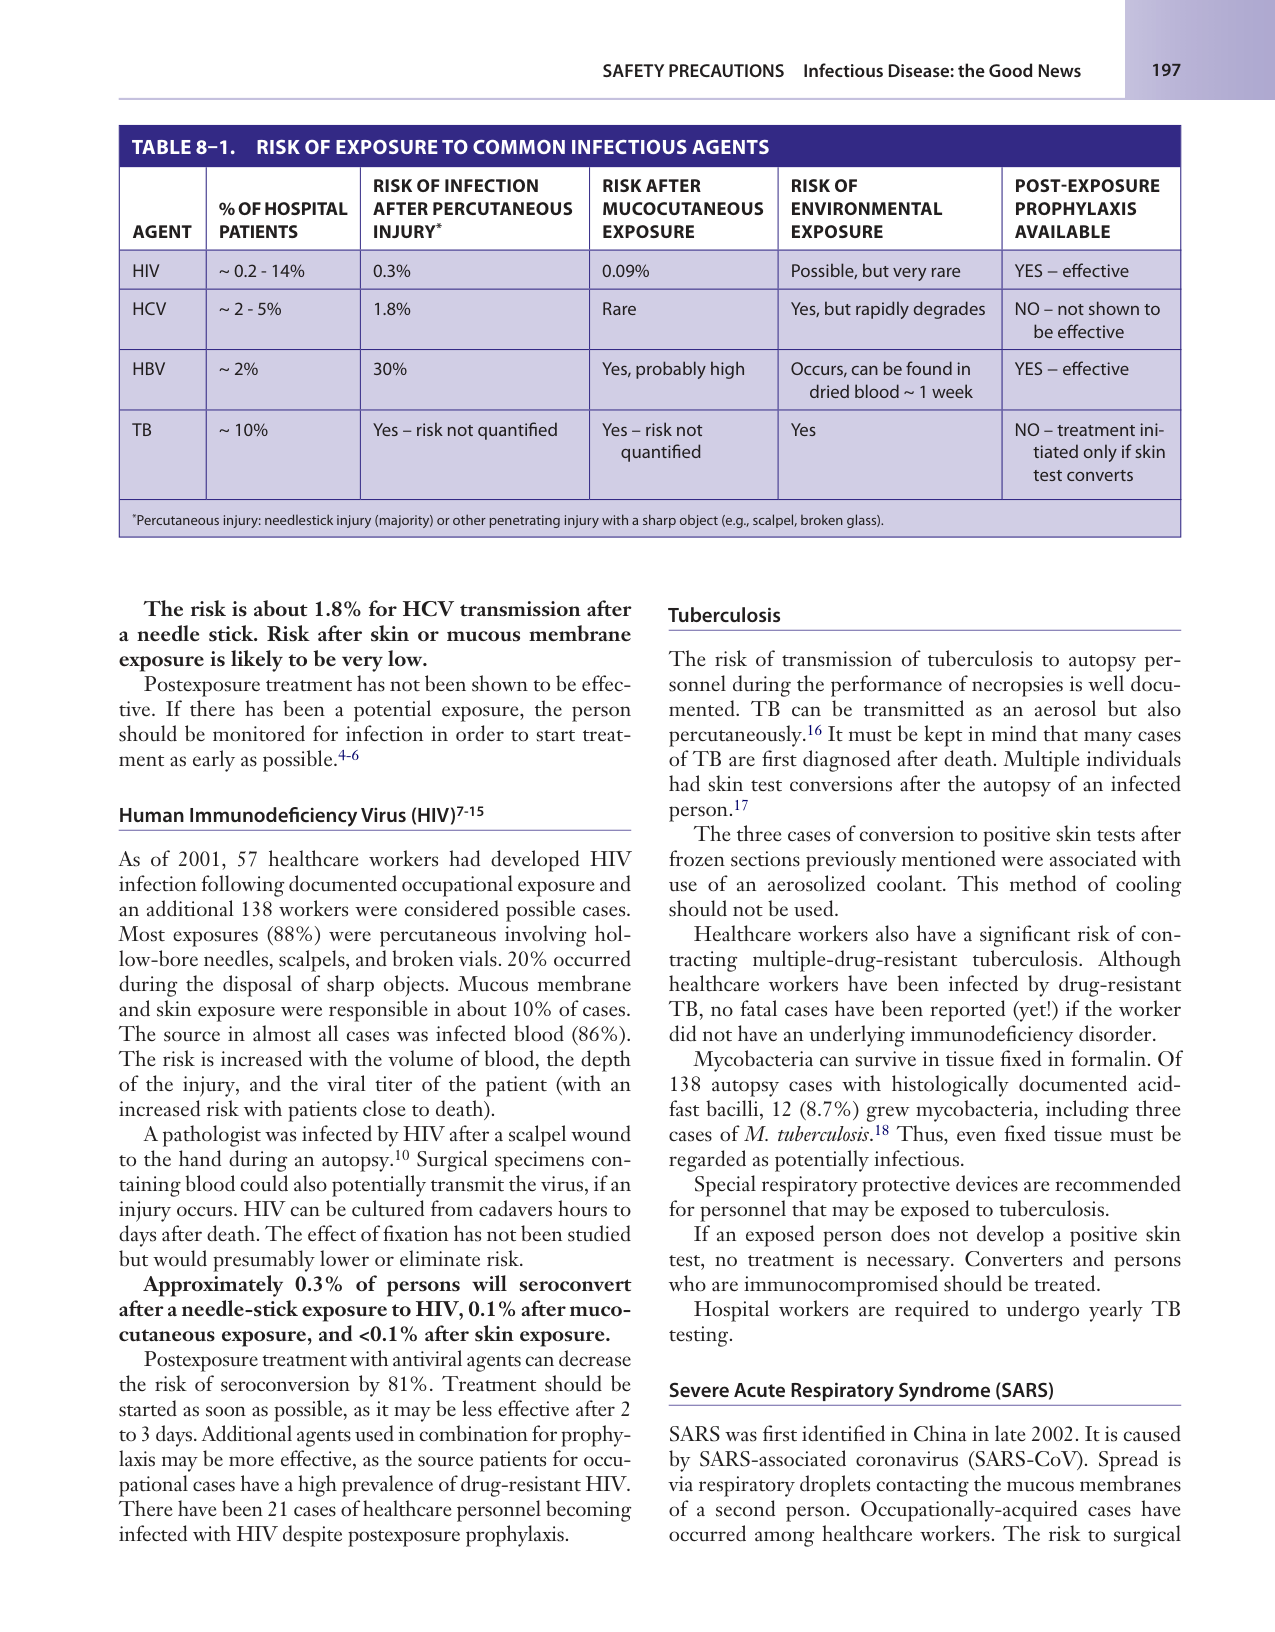 SAFETY PRECAUTIONS Infectious Disease: the Good News 197
TABLE 8–1. RISK OF EXPOSURE TO COMMON INFECTIOUS AGENTS
AGENT
% OF HOSPITAL
PATIENTS
RISK OF INFECTION
AFTER PERCUTANEOUS
INJURY*
RISK AFTER
MUCOCUTANEOUS
EXPOSURE
RISK OF
ENVIRONMENTAL
EXPOSURE
POST-EXPOSURE
PROPHYLAXIS
AVAILABLE
HIV
~ 0.2 - 14%
0.3%
0.09%
Possible, but very rare
YES – effective
HCV
~ 2 - 5%
1.8%
Rare
Yes, but rapidly degrades
NO – not shown to
be effective
HBV
~ 2%
30%
Yes, probably high
Occurs, can be found in
dried blood ~ 1 week
YES – effective
TB
~ 10%
Yes – risk not quantified
Yes – risk not
quantified
Yes
NO – treatment ini-
tiated only if skin
test converts
*Percutaneous injury: needlestick injury (majority) or other penetrating injury with a sharp object (e.g., scalpel, broken glass).
The risk is about 1.8% for HCV transmission after
a needle stick. Risk after skin or mucous membrane
exposure is likely to be very low.
Postexposure treatment has not been shown to be effec-
tive. If there has been a potential exposure, the person
should be monitored for infection in order to start treat-
ment as early as possible.4-6
Human Immunodeficiency Virus (HIV)7-15
As of 2001, 57 healthcare workers had developed HIV
infection following documented occupational exposure and
an additional 138 workers were considered possible cases.
Most exposures (88%) were percutaneous involving hol-
low-bore needles, scalpels, and broken vials. 20% occurred
during the disposal of sharp objects. Mucous membrane
and skin exposure were responsible in about 10% of cases.
The source in almost all cases was infected blood (86%).
The risk is increased with the volume of blood, the depth
of the injury, and the viral titer of the patient (with an
increased risk with patients close to death).
A pathologist was infected by HIV after a scalpel wound
to the hand during an autopsy.10 Surgical specimens con-
taining blood could also potentially transmit the virus, if an
injury occurs. HIV can be cultured from cadavers hours to
days after death. The effect of fixation has not been studied
but would presumably lower or eliminate risk.
Approximately 0.3% of persons will seroconvert
after a needle-stick exposure to HIV, 0.1% after muco-
cutaneous exposure, and <0.1% after skin exposure.
Postexposure treatment with antiviral agents can decrease
the risk of seroconversion by 81%. Treatment should be
started as soon as possible, as it may be less effective after 2
to 3 days. Additional agents used in combination for prophy-
laxis may be more effective, as the source patients for occu-
pational cases have a high prevalence of drug-resistant HIV.
There have been 21 cases of healthcare personnel becoming
infected with HIV despite postexposure prophylaxis.
Tuberculosis
The risk of transmission of tuberculosis to autopsy per-
sonnel during the performance of necropsies is well docu-
mented. TB can be transmitted as an aerosol but also
percutaneously.16 It must be kept in mind that many cases
of TB are first diagnosed after death. Multiple individuals
had skin test conversions after the autopsy of an infected
person.17
The three cases of conversion to positive skin tests after
frozen sections previously mentioned were associated with
use of an aerosolized coolant. This method of cooling
should not be used.
Healthcare workers also have a significant risk of con-
tracting multiple-drug-resistant tuberculosis. Although
healthcare workers have been infected by drug-resistant
TB, no fatal cases have been reported (yet!) if the worker
did not have an underlying immunodeficiency disorder.
Mycobacteria can survive in tissue fixed in formalin. Of
138 autopsy cases with histologically documented acid-
fast bacilli, 12 (8.7%) grew mycobacteria, including three
cases of M. tuberculosis.18 Thus, even fixed tissue must be
regarded as potentially infectious.
Special respiratory protective devices are recommended
for personnel that may be exposed to tuberculosis.
If an exposed person does not develop a positive skin
test, no treatment is necessary. Converters and persons
who are immunocompromised should be treated.
Hospital workers are required to undergo yearly TB
testing.
Severe Acute Respiratory Syndrome (SARS)
SARS was first identified in China in late 2002. It is caused
by SARS-associated coronavirus (SARS-CoV). Spread is
via respiratory droplets contacting the mucous membranes
of a second person. Occupationally-acquired cases have
occurred among healthcare workers. The risk to surgical